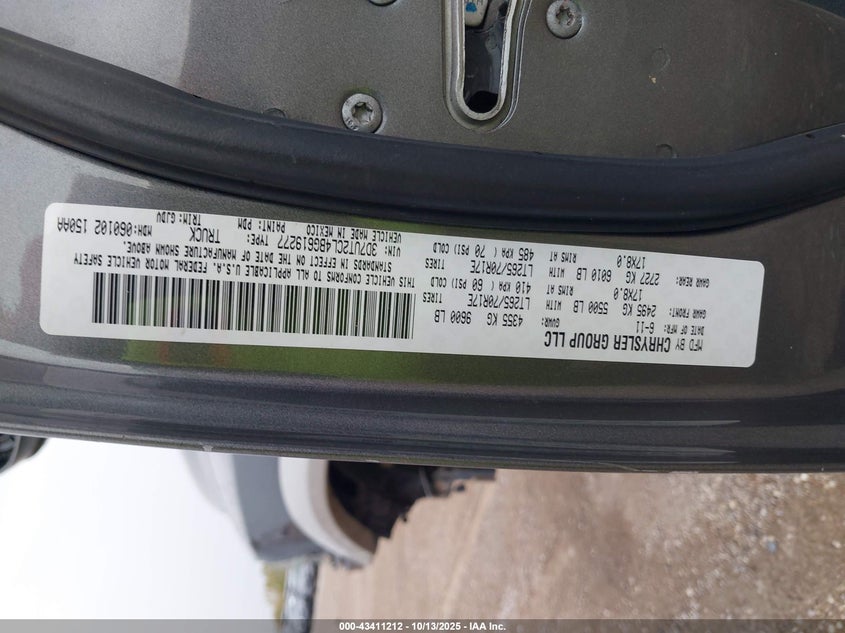 MFD BY
CHRYSLER GROUP LLC
DATE OF MFR: 6-11
GVWR: 4355 KG 9600 LB
GAWR FRONT: 2495 KG 5500 LB WITH LT265/70R17E TIRES
17X8.0 RIMS AT 410 KPA ( 60 PSI) COLD
GAWR REAR: 2727 KG 6010 LB WITH LT265/70R17E TIRES
17X8.0 RIMS AT 485 KPA ( 70 PSI) COLD
THIS VEHICLE CONFORMS TO ALL APPLICABLE U.S.A. FEDERAL MOTOR VEHICLE SAFETY
STANDARDS IN EFFECT ON THE DATE OF MANUFACTURE SHOWN ABOVE.
VIN: 3D7UT2CL4BG619277 TYPE: TRUCK
VEHICLE MADE IN MEXICO PAINT: PDM TRIM: GJDV
MDH:060102 150AA
000-43411212 | 10/13/2025 | IAA Inc.